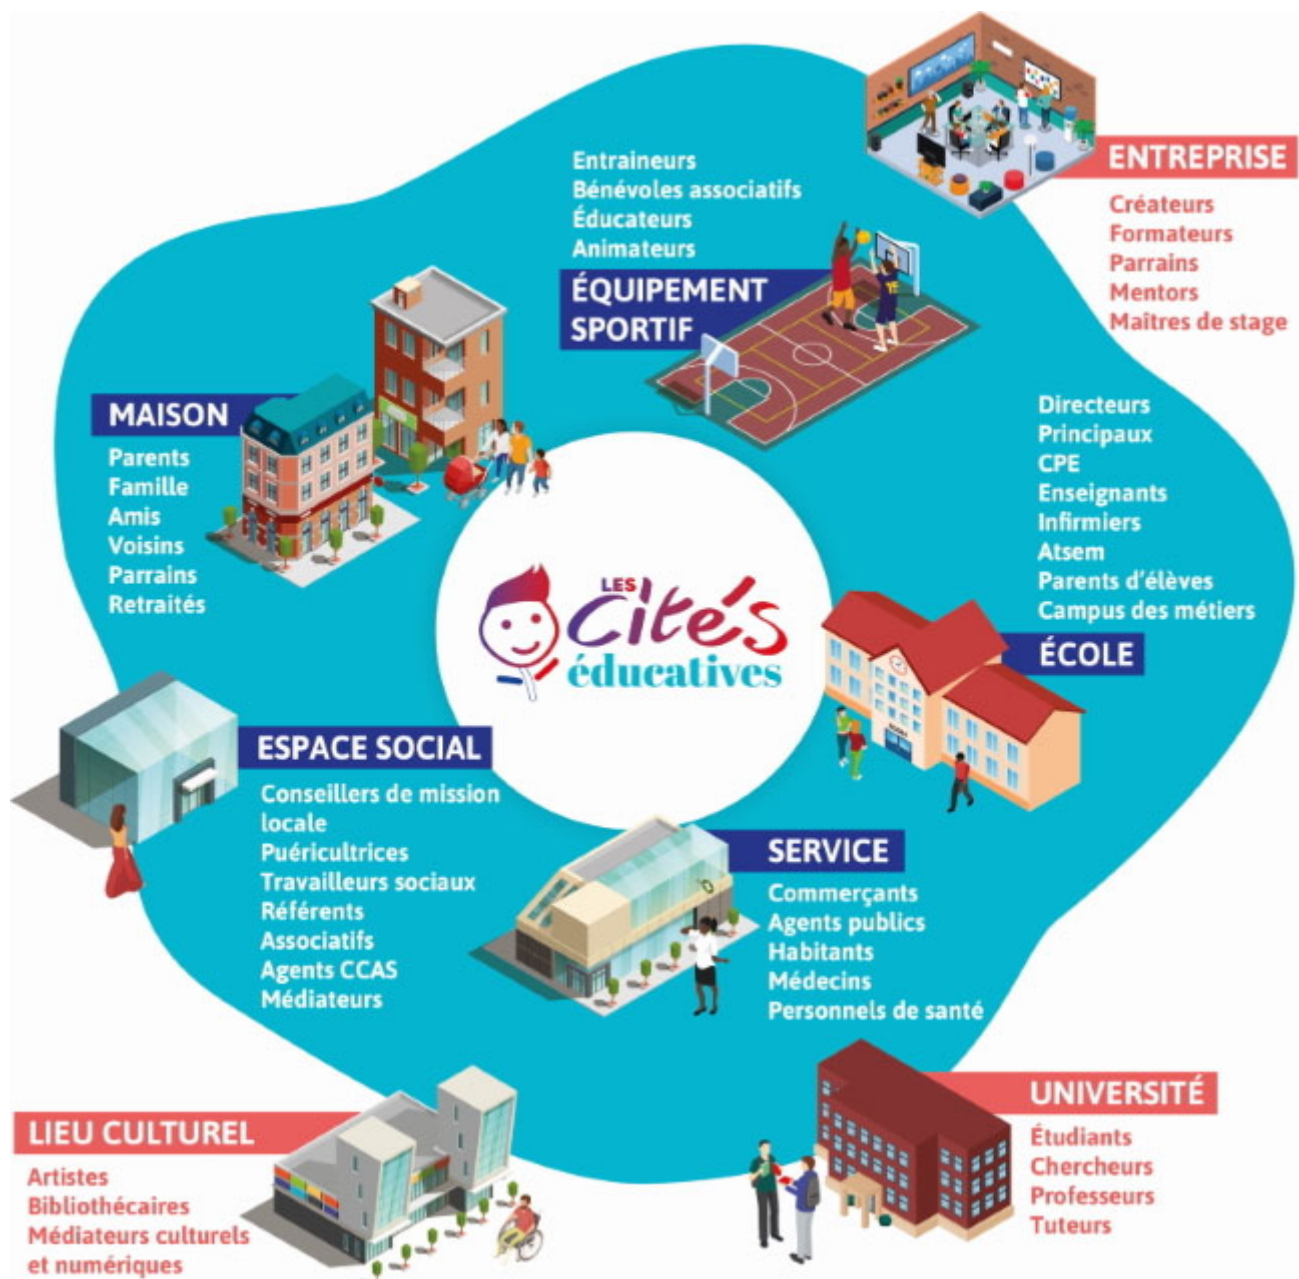 ENTREPRISE
Créateurs
Formateurs
Parrains
Mentors
Maîtres de stage
Entraineurs
Bénévoles associatifs
Éducateurs
Animateurs
ÉQUIPEMENT
SPORTIF
MAISON
Parents
Famille
Amis
Voisins
Parrains
Retraités
Directeurs
Principaux
CPE
Enseignants
Infirmiers
Atsem
Parents d'élèves
Campus des métiers
ÉCOLE
LES
Cités
éducatives
ESPACE SOCIAL
Conseillers de mission
locale
Puéricultrices
Travailleurs sociaux
Référents
Associatifs
Agents CCAS
Médiateurs
SERVICE
Commerçants
Agents publics
Habitants
Médecins
Personnels de santé
LIEU CULTUREL
Artistes
Bibliothécaires
Médiateurs culturels
et numériques
UNIVERSITÉ
Étudiants
Chercheurs
Professeurs
Tuteurs